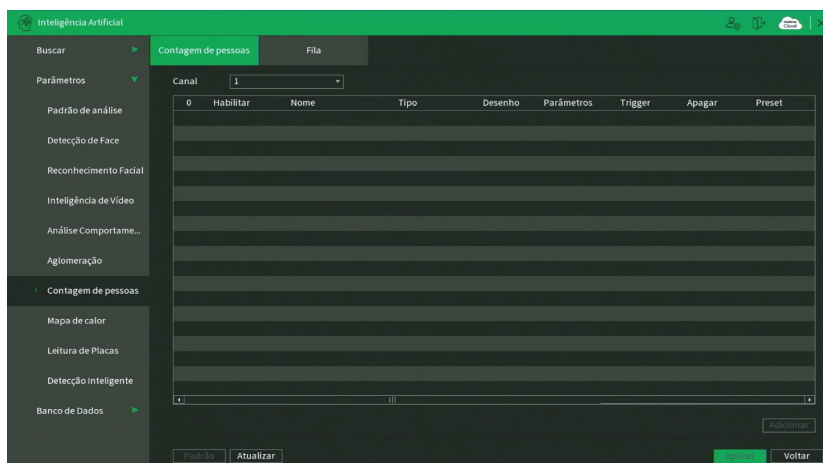 Inteligência Artificial
Buscar
Parâmetros
Padrão de análise
Detecção de Face
Reconhecimento Facial
Inteligência de Vídeo
Análise Comportame...
Aglomeração
Contagem de pessoas
Mapa de calor
Leitura de Placas
Detecção Inteligente
Banco de Dados
Contagem de pessoas Fila
Canal 1
0 Habilitar Nome Tipo Desenho Parâmetros Trigger Apagar Preset
Adicionar
Padrão Atualizar Aplicar Voltar